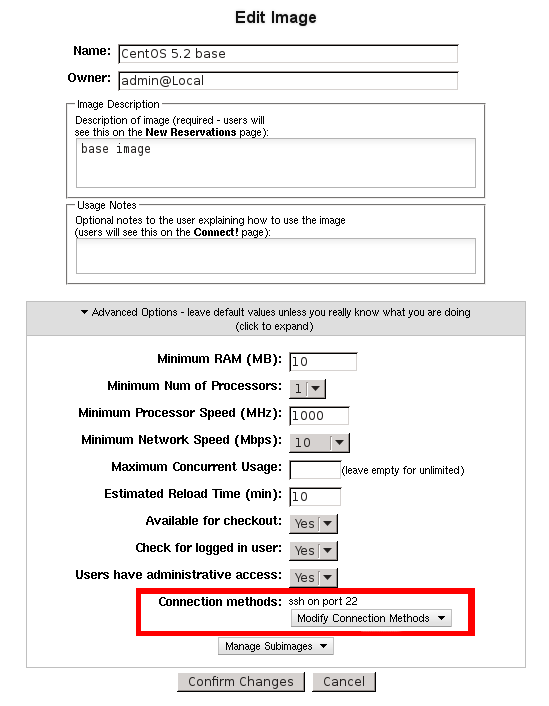 Edit Image
Name: CentOS 5.2 base
Owner: admin@Local
Image Description
Description of image (required - users will
see this on the New Reservations page):
base image
Usage Notes
Optional notes to the user explaining how to use the image
(users will see this on the Connect! page):
Advanced Options - leave default values unless you really know what you are doing
(click to expand)
Minimum RAM (MB): 10
Minimum Num of Processors: 1
Minimum Processor Speed (MHz): 1000
Minimum Network Speed (Mbps): 10
Maximum Concurrent Usage: (leave empty for unlimited)
Estimated Reload Time (min): 10
Available for checkout: Yes
Check for logged in user: Yes
Users have administrative access: Yes
Connection methods: ssh on port 22
Modify Connection Methods
Manage Subimages
Confirm Changes Cancel